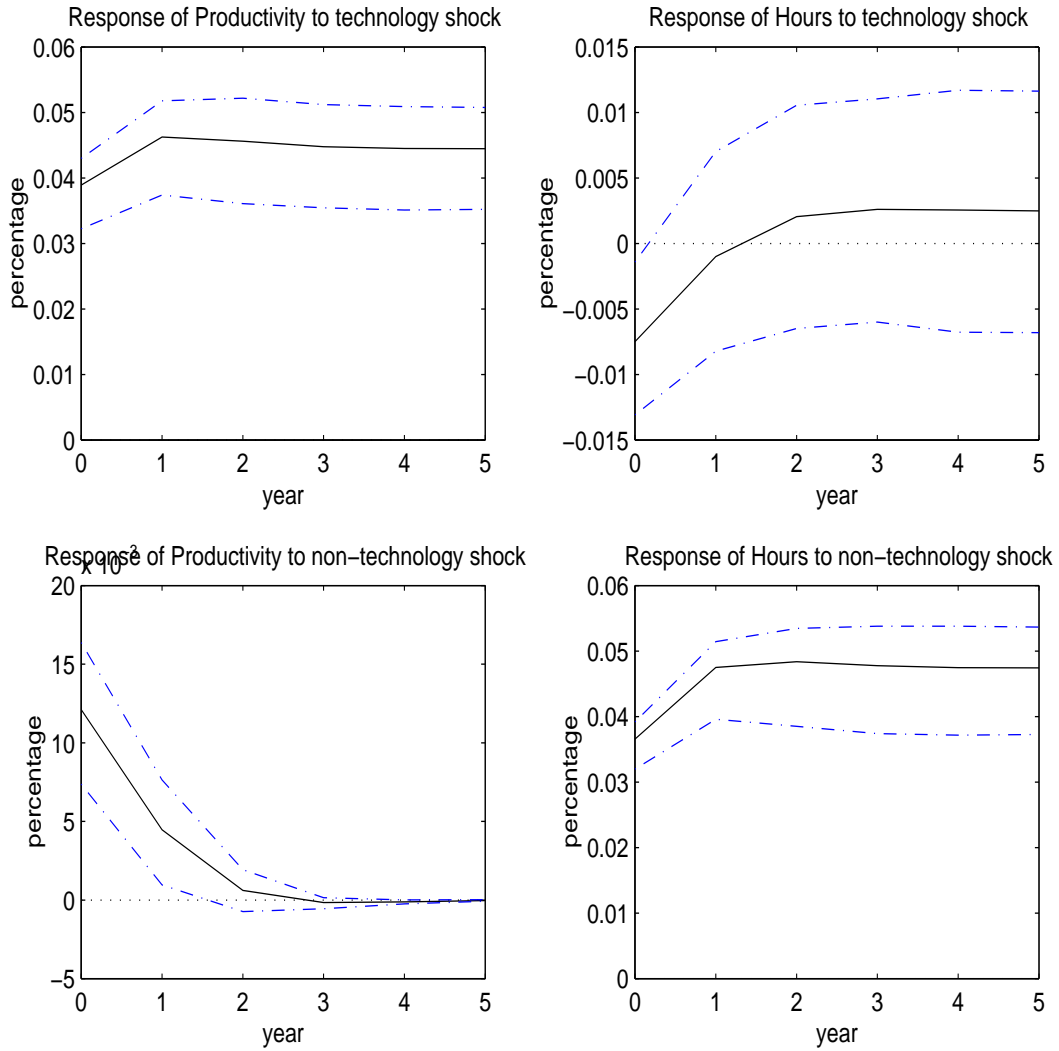 Response of Productivity to technology shock
0.06
0.05
0.04
0.03
0.02
0.01
0
percentage
0 1 2 3 4 5
year
Response of Hours to technology shock
0.015
0.01
0.005
0
−0.005
−0.01
−0.015
percentage
0 1 2 3 4 5
year
Response of Productivity to non−technology shock
20
15
10
5
0
−5
percentage
0 1 2 3 4 5
year
Response of Hours to non−technology shock
0.06
0.05
0.04
0.03
0.02
0.01
0
percentage
0 1 2 3 4 5
year